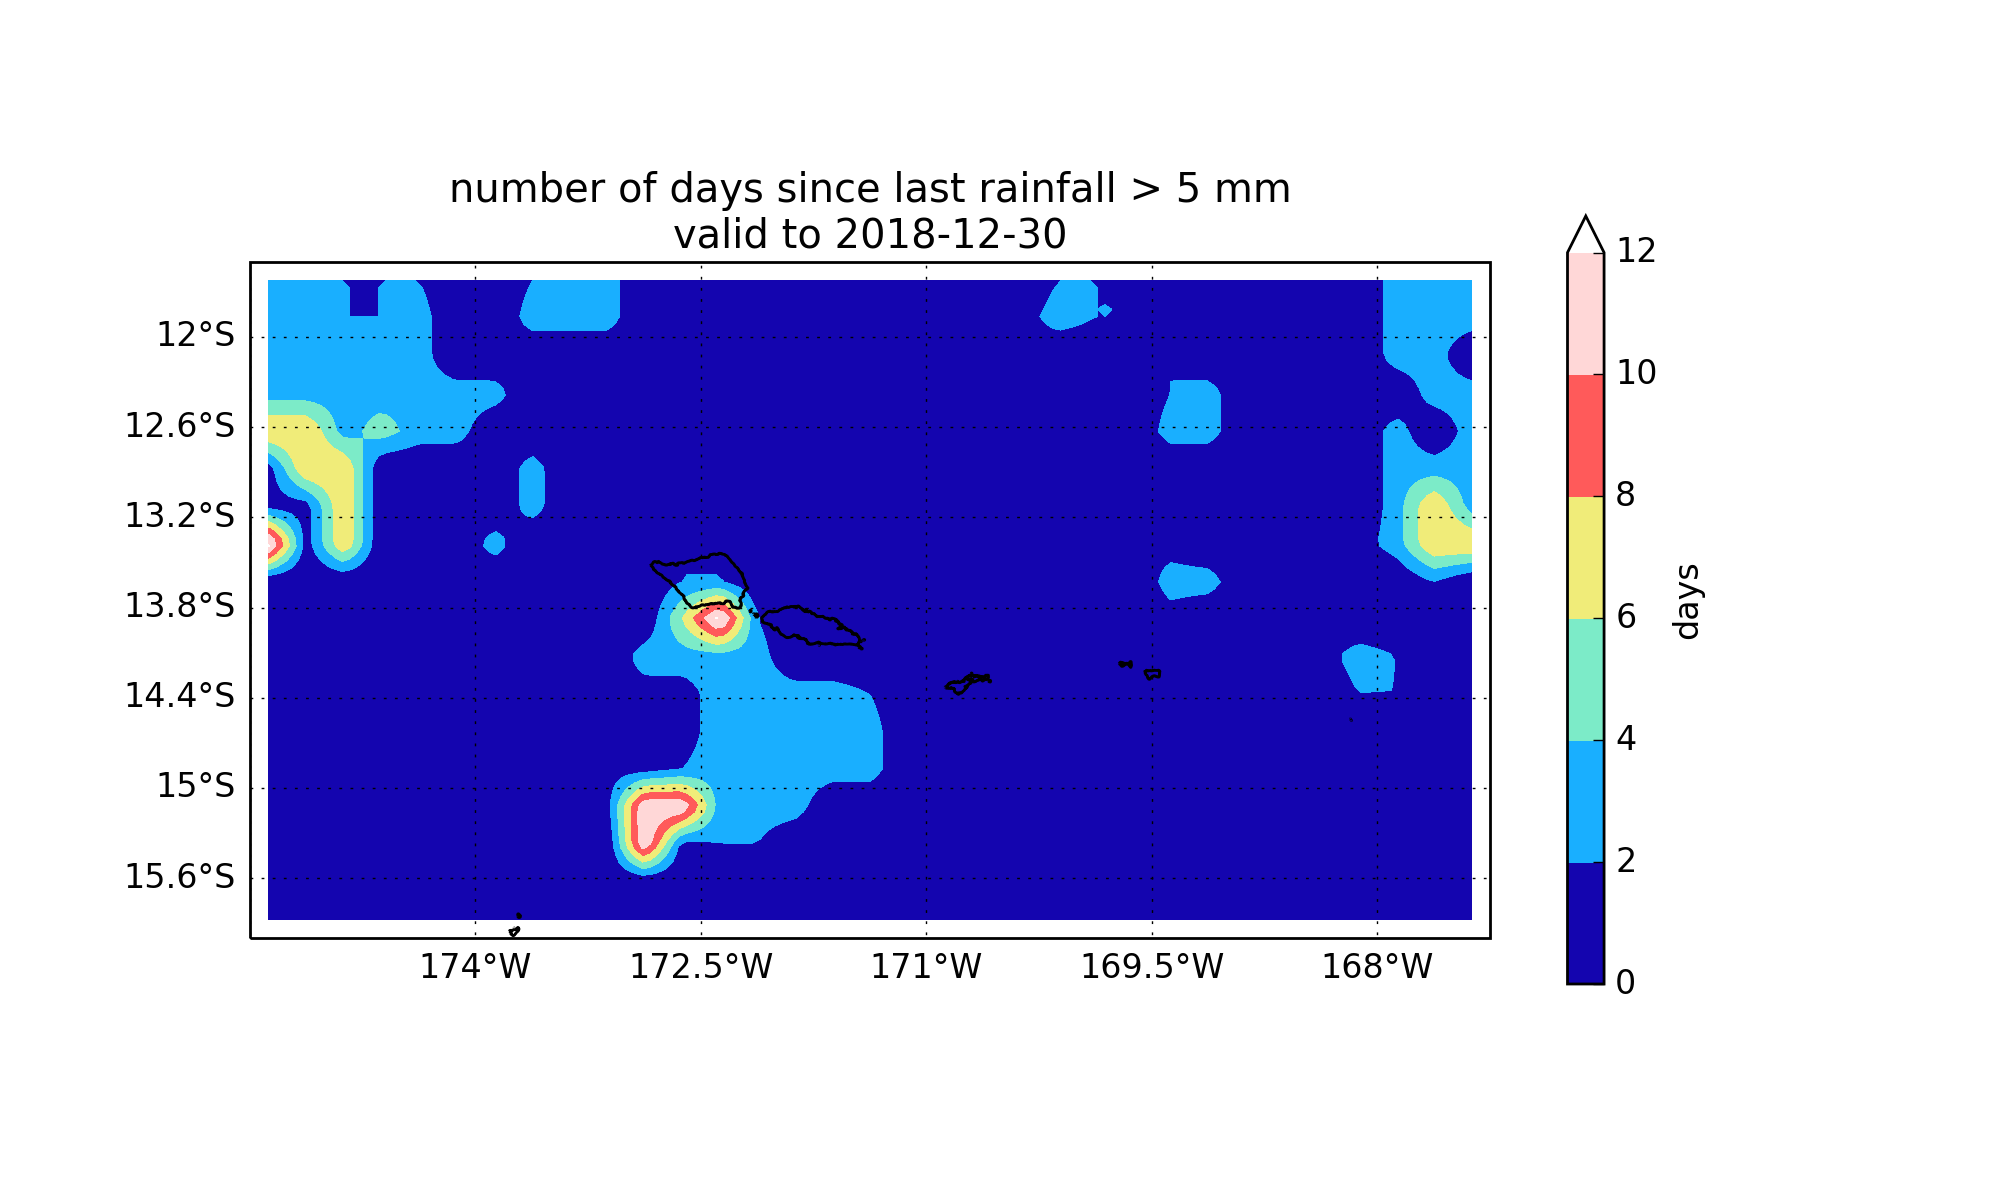 number of days since last rainfall > 5 mm
valid to 2018-12-30
12°S
12.6°S
13.2°S
13.8°S
14.4°S
15°S
15.6°S
174°W
172.5°W
171°W
169.5°W
168°W
12
10
8
6
4
2
0
days